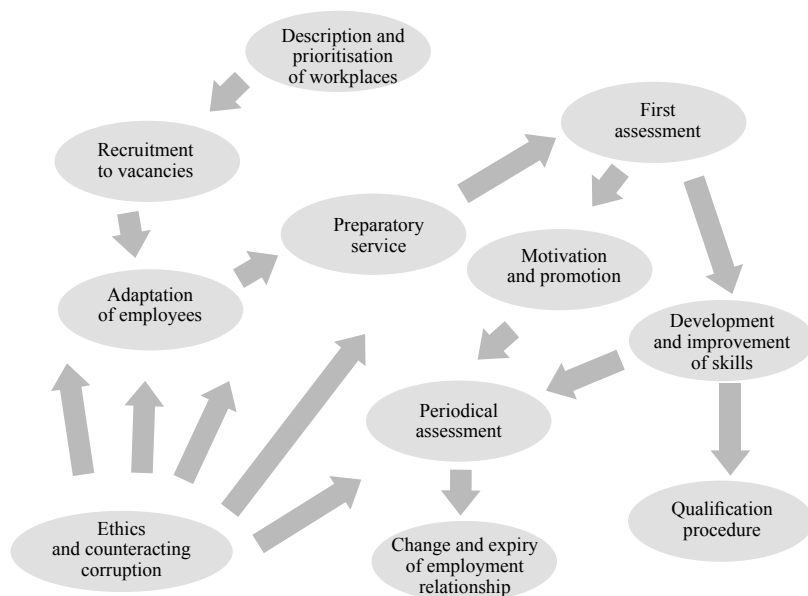 Description and
prioritisation
of workplaces
First
assessment
Recruitment
to vacancies
Preparatory
service
Motivation
and promotion
Adaptation
of employees
Development
and improvement
of skills
Periodical
assessment
Qualification
procedure
Ethics
and counteracting
corruption
Change and expiry
of employment
relationship